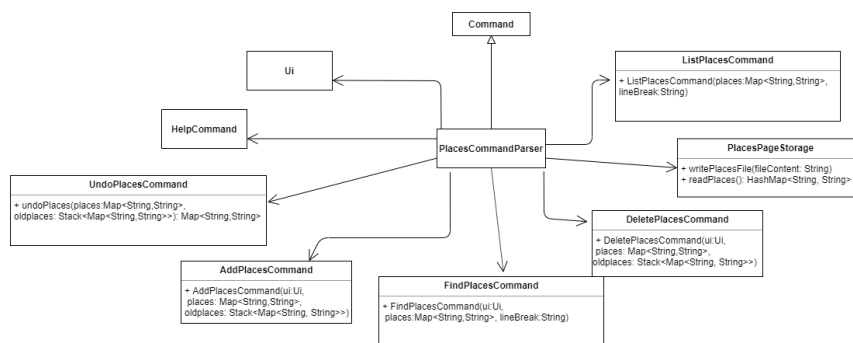 Command
ListPlacesCommand
+ ListPlacesCommand(places:Map<String,String>,
lineBreak:String)
Ui
HelpCommand
PlacesCommandParser
PlacesPageStorage
+ writePlacesFile(fileContent: String)
+ readPlaces(): HashMap<String, String>
UndoPlacesCommand
+ undoPlaces(places:Map<String,String>,
oldplaces: Stack<Map<String,String>>): Map<String,String>
DeletePlacesCommand
+ DeletePlacesCommand(ui:Ui,
places: Map<String,String>,
oldplaces: Stack<Map<String, String>>)
AddPlacesCommand
+ AddPlacesCommand(ui:Ui,
places: Map<String,String>,
oldplaces: Stack<Map<String, String>>)
FindPlacesCommand
+ FindPlacesCommand(ui:Ui,
places:Map<String,String>, lineBreak:String)